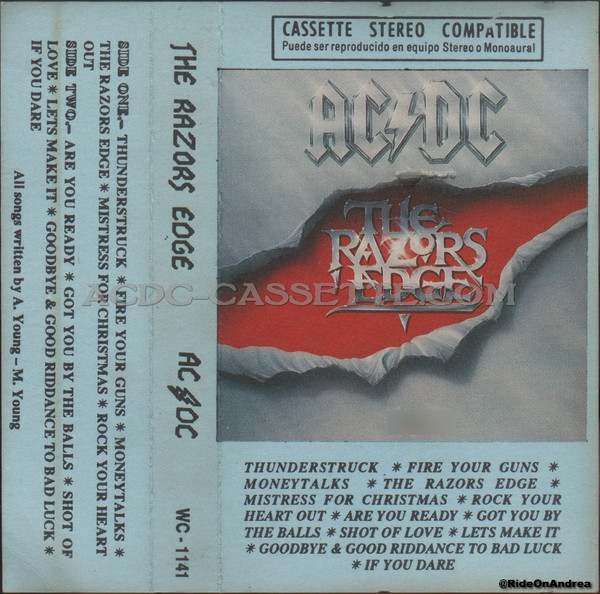 CASSETTE STEREO COMPATIBLE
Puede ser reproducido en equipo Stereo o Monoaural
AC/DC
THE
RAZORS
EDGE
ACDC-CASSETTE.COM
THUNDERSTRUCK * FIRE YOUR GUNS *
MONEYTALKS * THE RAZORS EDGE *
MISTRESS FOR CHRISTMAS * ROCK YOUR
HEART OUT * ARE YOU READY * GOT YOU BY
THE BALLS * SHOT OF LOVE * LETS MAKE IT
* GOODBYE & GOOD RIDDANCE TO BAD LUCK
* IF YOU DARE
THE RAZORS EDGE AC/DC WC-1141
SIDE ONE.- THUNDERSTRUCK * FIRE YOUR GUNS * MONEYTALKS *
THE RAZORS EDGE * MISTRESS FOR CHRISTMAS * ROCK YOUR HEART
OUT
SIDE TWO.- ARE YOU READY * GOT YOU BY THE BALLS * SHOT OF
LOVE * LETS MAKE IT * GOODBYE & GOOD RIDDANCE TO BAD LUCK *
IF YOU DARE
All songs written by A. Young - M. Young
@RideOnAndrea